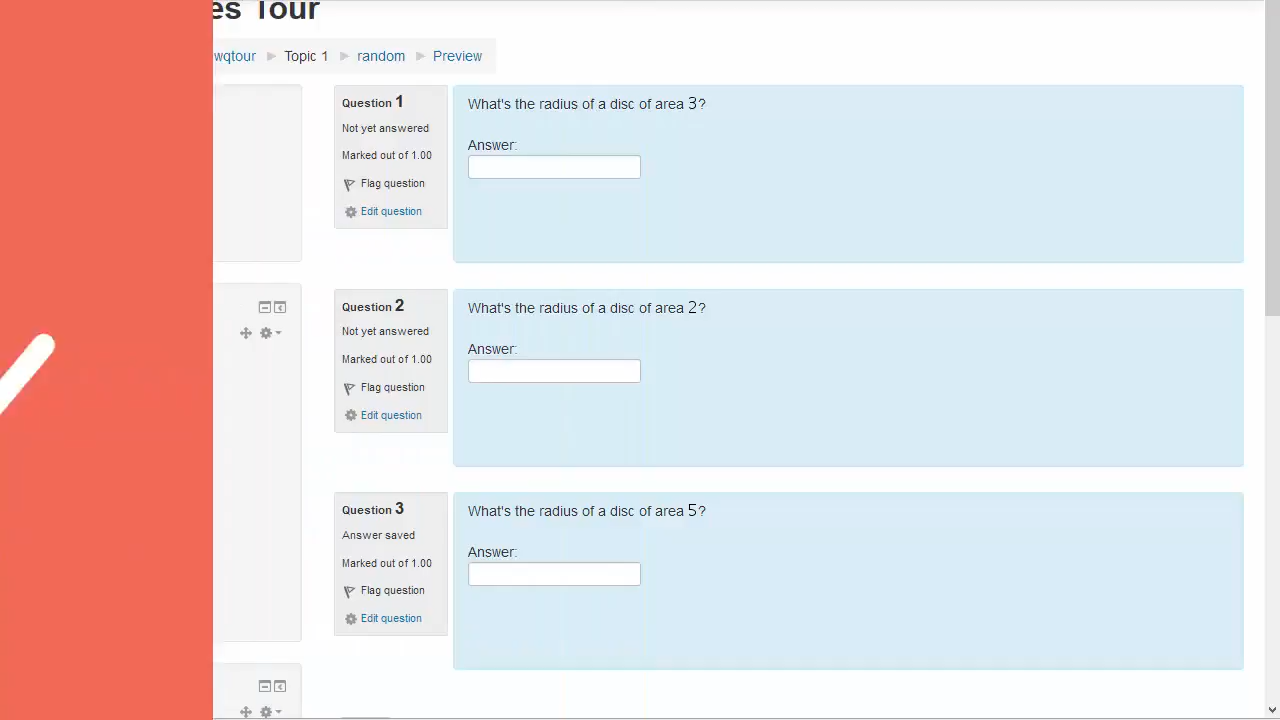 es Tour
wqtour ► Topic 1 ► random ► Preview
Question 1
Not yet answered
Marked out of 1.00
Flag question
Edit question
What's the radius of a disc of area 3?
Answer:
Question 2
Not yet answered
Marked out of 1.00
Flag question
Edit question
What's the radius of a disc of area 2?
Answer:
Question 3
Answer saved
Marked out of 1.00
Flag question
Edit question
What's the radius of a disc of area 5?
Answer: